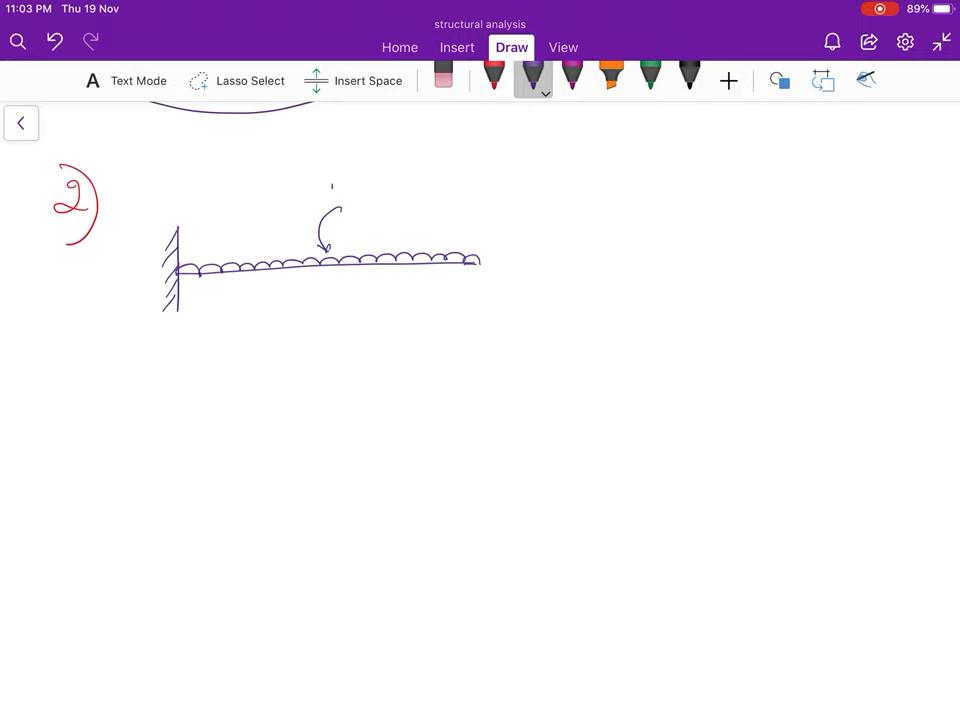 11:03 PM Thu 19 Nov 89%
structural analysis
Home Insert Draw View
A Text Mode Lasso Select Insert Space
2)